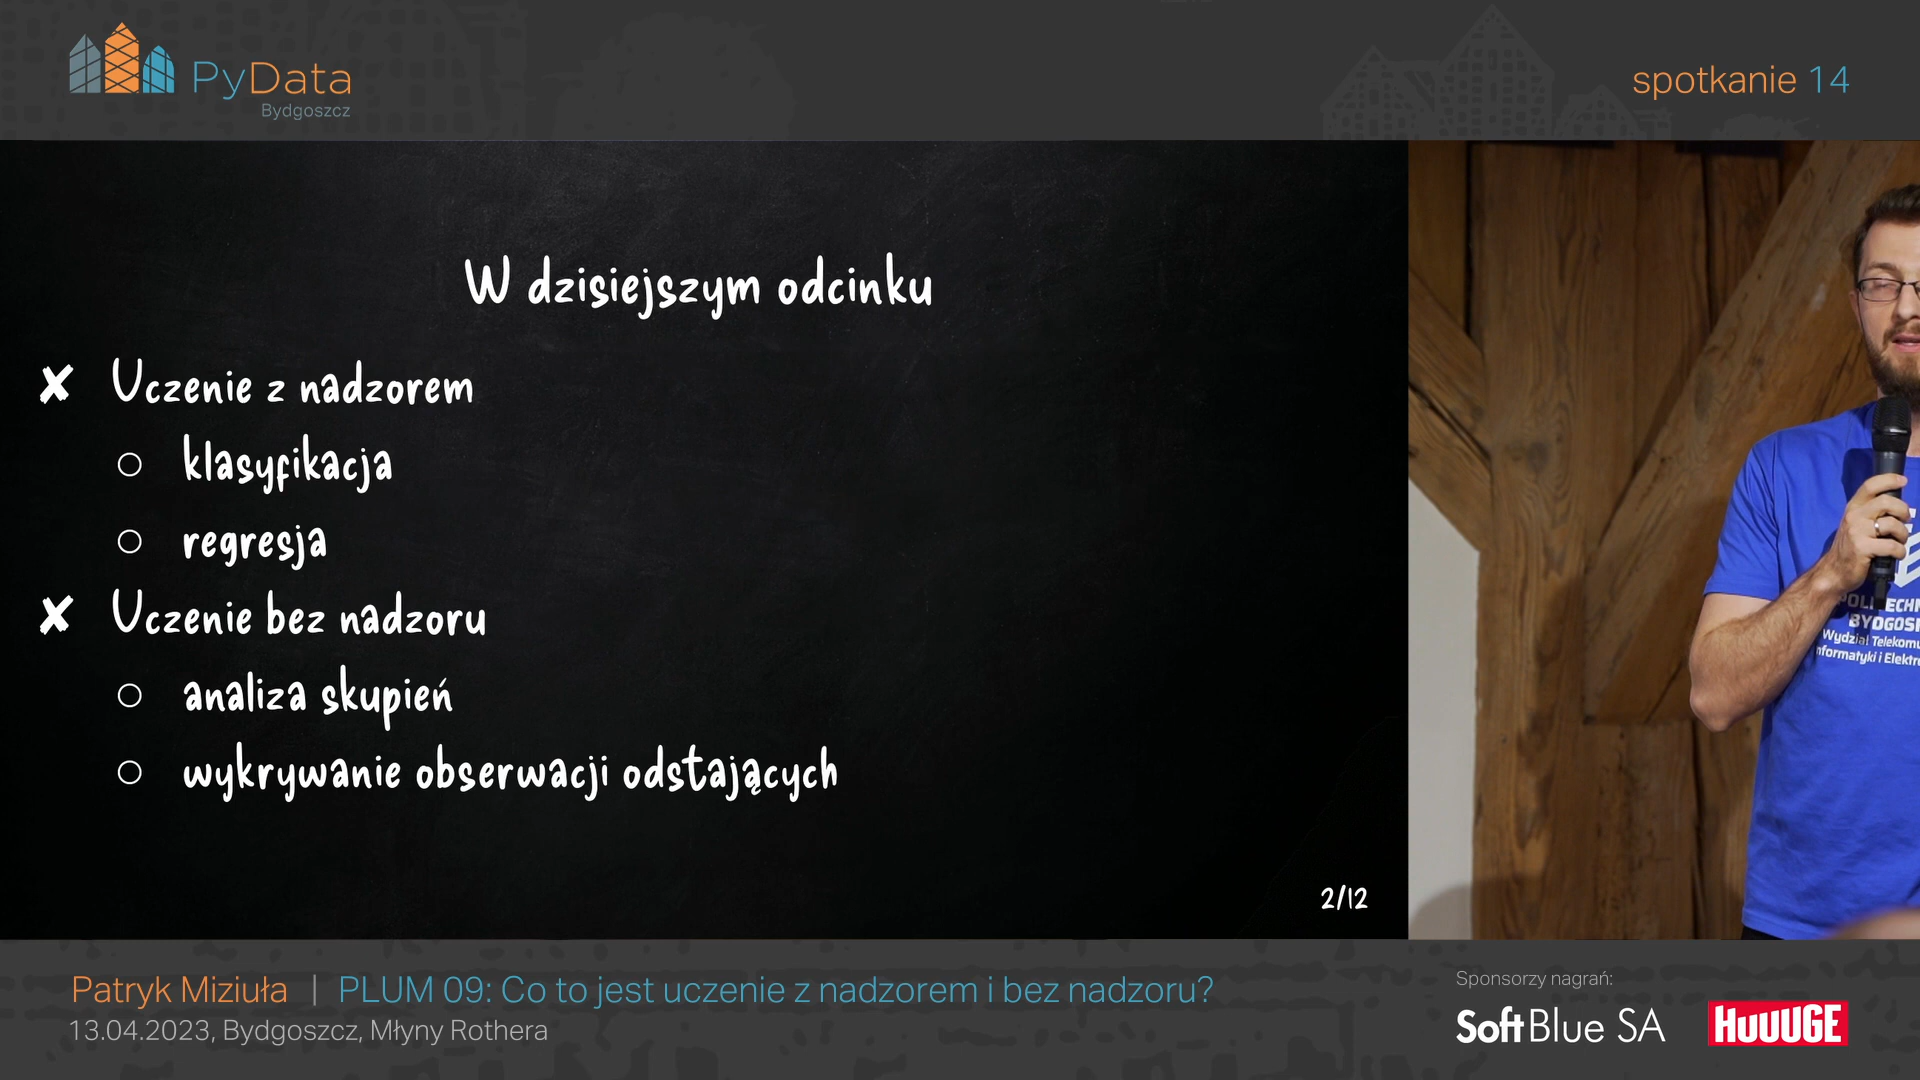 PyData
Bydgoszcz
spotkanie 14
W dzisiejszym odcinku
✘ Uczenie z nadzorem
○ klasyfikacja
○ regresja
✘ Uczenie bez nadzoru
○ analiza skupień
○ wykrywanie obserwacji odstających
2/12
Wydział
Patryk Miziuła | PLUM 09: Co to jest uczenie z nadzorem i bez nadzoru?
13.04.2023, Bydgoszcz, Młyny Rothera
Sponsorzy nagrań:
SoftBlue SA
HUUUGE